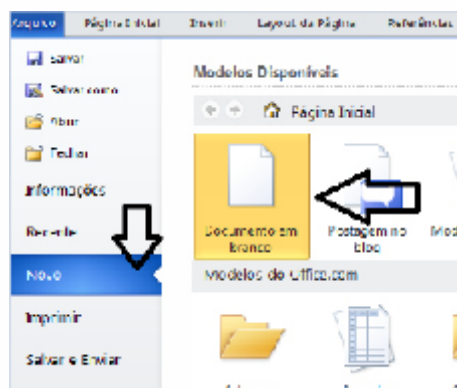 Arquivo Página Inicial Inserir Layout da Página Referências
Salvar
Salvar como
Abrir
Fechar
Informações
Recente
Novo
Imprimir
Salvar e Enviar
Modelos Disponíveis
Página Inicial
Documento em
branco
Postagem no
blog
Modelos do Office.com